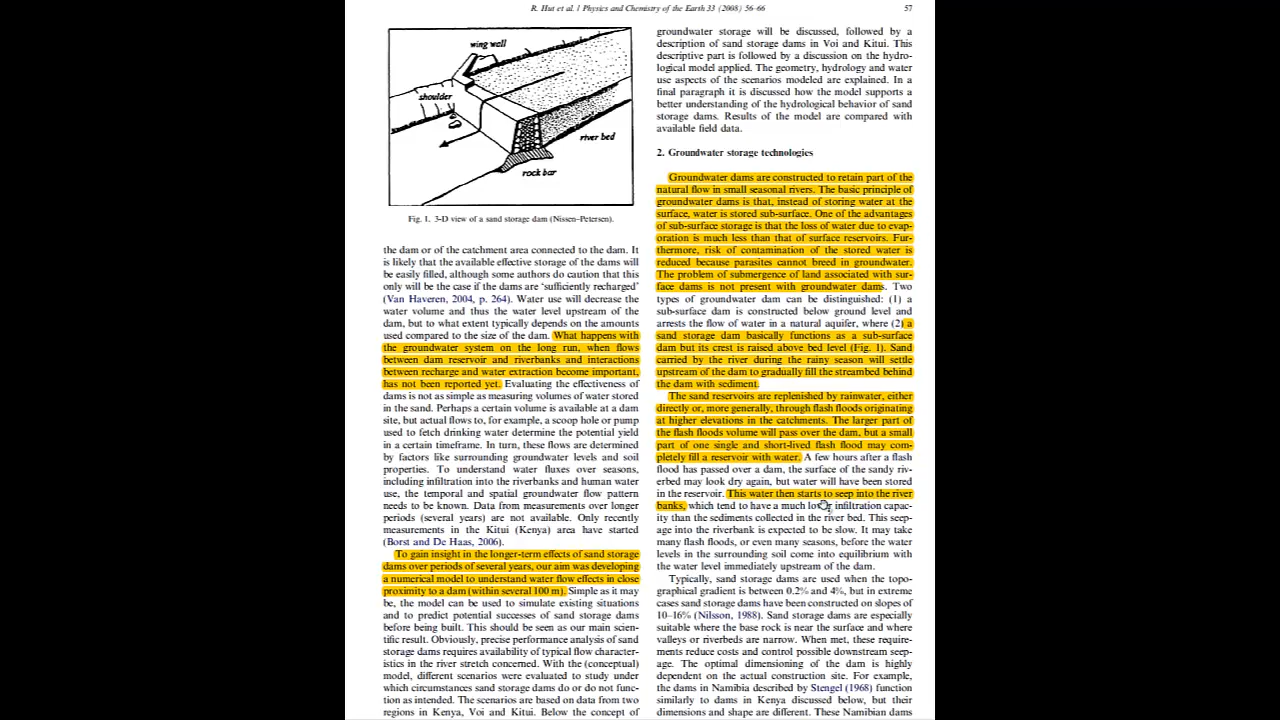 R. Hut et al. / Physics and Chemistry of the Earth 33 (2008) 56–66
57
wing wall
shoulder
river bed
rock bar
Fig. 1. 3-D view of a sand storage dam (Nissen–Petersen).
the dam or of the catchment area connected to the dam. It
is likely that the available effective storage of the dams will
be easily filled, although some authors do caution that this
only will be the case if the dams are ‘sufficiently recharged’
(Van Haveren, 2004, p. 264). Water use will decrease the
water volume and thus the water level upstream of the
dam, but to what extent typically depends on the amounts
used compared to the size of the dam. What happens with
the groundwater system on the long run, when flows
between dam reservoir and riverbanks and interactions
between recharge and water extraction become important,
has not been reported yet. Evaluating the effectiveness of
dams is not as simple as measuring volumes of water stored
in the sand. Perhaps a certain volume is available at a dam
site, but actual flows to, for example, a scoop hole or pump
used to fetch drinking water determine the potential yield
in a certain timeframe. In turn, these flows are determined
by factors like surrounding groundwater levels and soil
properties. To understand water fluxes over seasons,
including infiltration into the riverbanks and human water
use, the temporal and spatial groundwater flow pattern
needs to be known. Data from measurements over longer
periods (several years) are not available. Only recently
measurements in the Kitui (Kenya) area have started
(Borst and De Haas, 2006).
To gain insight in the longer-term effects of sand storage
dams over periods of several years, our aim was developing
a numerical model to understand water flow effects in close
proximity to a dam (within several 100 m). Simple as it may
be, the model can be used to simulate existing situations
and to predict potential successes of sand storage dams
before being built. This should be seen as our main scien-
tific result. Obviously, precise performance analysis of sand
storage dams requires availability of typical flow character-
istics in the river stretch concerned. With the (conceptual)
model, different scenarios were evaluated to study under
which circumstances sand storage dams do or do not func-
tion as intended. The scenarios are based on data from two
regions in Kenya, Voi and Kitui. Below the concept of
groundwater storage will be discussed, followed by a
description of sand storage dams in Voi and Kitui. This
descriptive part is followed by a discussion on the hydro-
logical model applied. The geometry, hydrology and water
use aspects of the scenarios modeled are explained. In a
final paragraph it is discussed how the model supports a
better understanding of the hydrological behavior of sand
storage dams. Results of the model are compared with
available field data.
2. Groundwater storage technologies
Groundwater dams are constructed to retain part of the
natural flow in small seasonal rivers. The basic principle of
groundwater dams is that, instead of storing water at the
surface, water is stored sub-surface. One of the advantages
of sub-surface storage is that the loss of water due to evap-
oration is much less than that of surface reservoirs. Fur-
thermore, risk of contamination of the stored water is
reduced because parasites cannot breed in groundwater.
The problem of submergence of land associated with sur-
face dams is not present with groundwater dams. Two
types of groundwater dam can be distinguished: (1) a
sub-surface dam is constructed below ground level and
arrests the flow of water in a natural aquifer, where (2) a
sand storage dam basically functions as a sub-surface
dam but its crest is raised above bed level (Fig. 1). Sand
carried by the river during the rainy season will settle
upstream of the dam to gradually fill the streambed behind
the dam with sediment.
The sand reservoirs are replenished by rainwater, either
directly or, more generally, through flash floods originating
at higher elevations in the catchments. The larger part of
the flash floods volume will pass over the dam, but a small
part of one single and short-lived flash flood may com-
pletely fill a reservoir with water. A few hours after a flash
flood has passed over a dam, the surface of the sandy riv-
erbed may look dry again, but water will have been stored
in the reservoir. This water then starts to seep into the river
banks, which tend to have a much lower infiltration capac-
ity than the sediments collected in the river bed. This seep-
age into the riverbank is expected to be slow. It may take
many flash floods, or even many seasons, before the water
levels in the surrounding soil come into equilibrium with
the water level immediately upstream of the dam.
Typically, sand storage dams are used when the topo-
graphical gradient is between 0.2% and 4%, but in extreme
cases sand storage dams have been constructed on slopes of
10–16% (Nilsson, 1988). Sand storage dams are especially
suitable where the base rock is near the surface and where
valleys or riverbeds are narrow. When met, these require-
ments reduce costs and control possible downstream seep-
age. The optimal dimensioning of the dam is highly
dependent on the actual construction site. For example,
the dams in Namibia described by Stengel (1968) function
similarly to dams in Kenya discussed below, but their
dimensions and shape are different. These Namibian dams